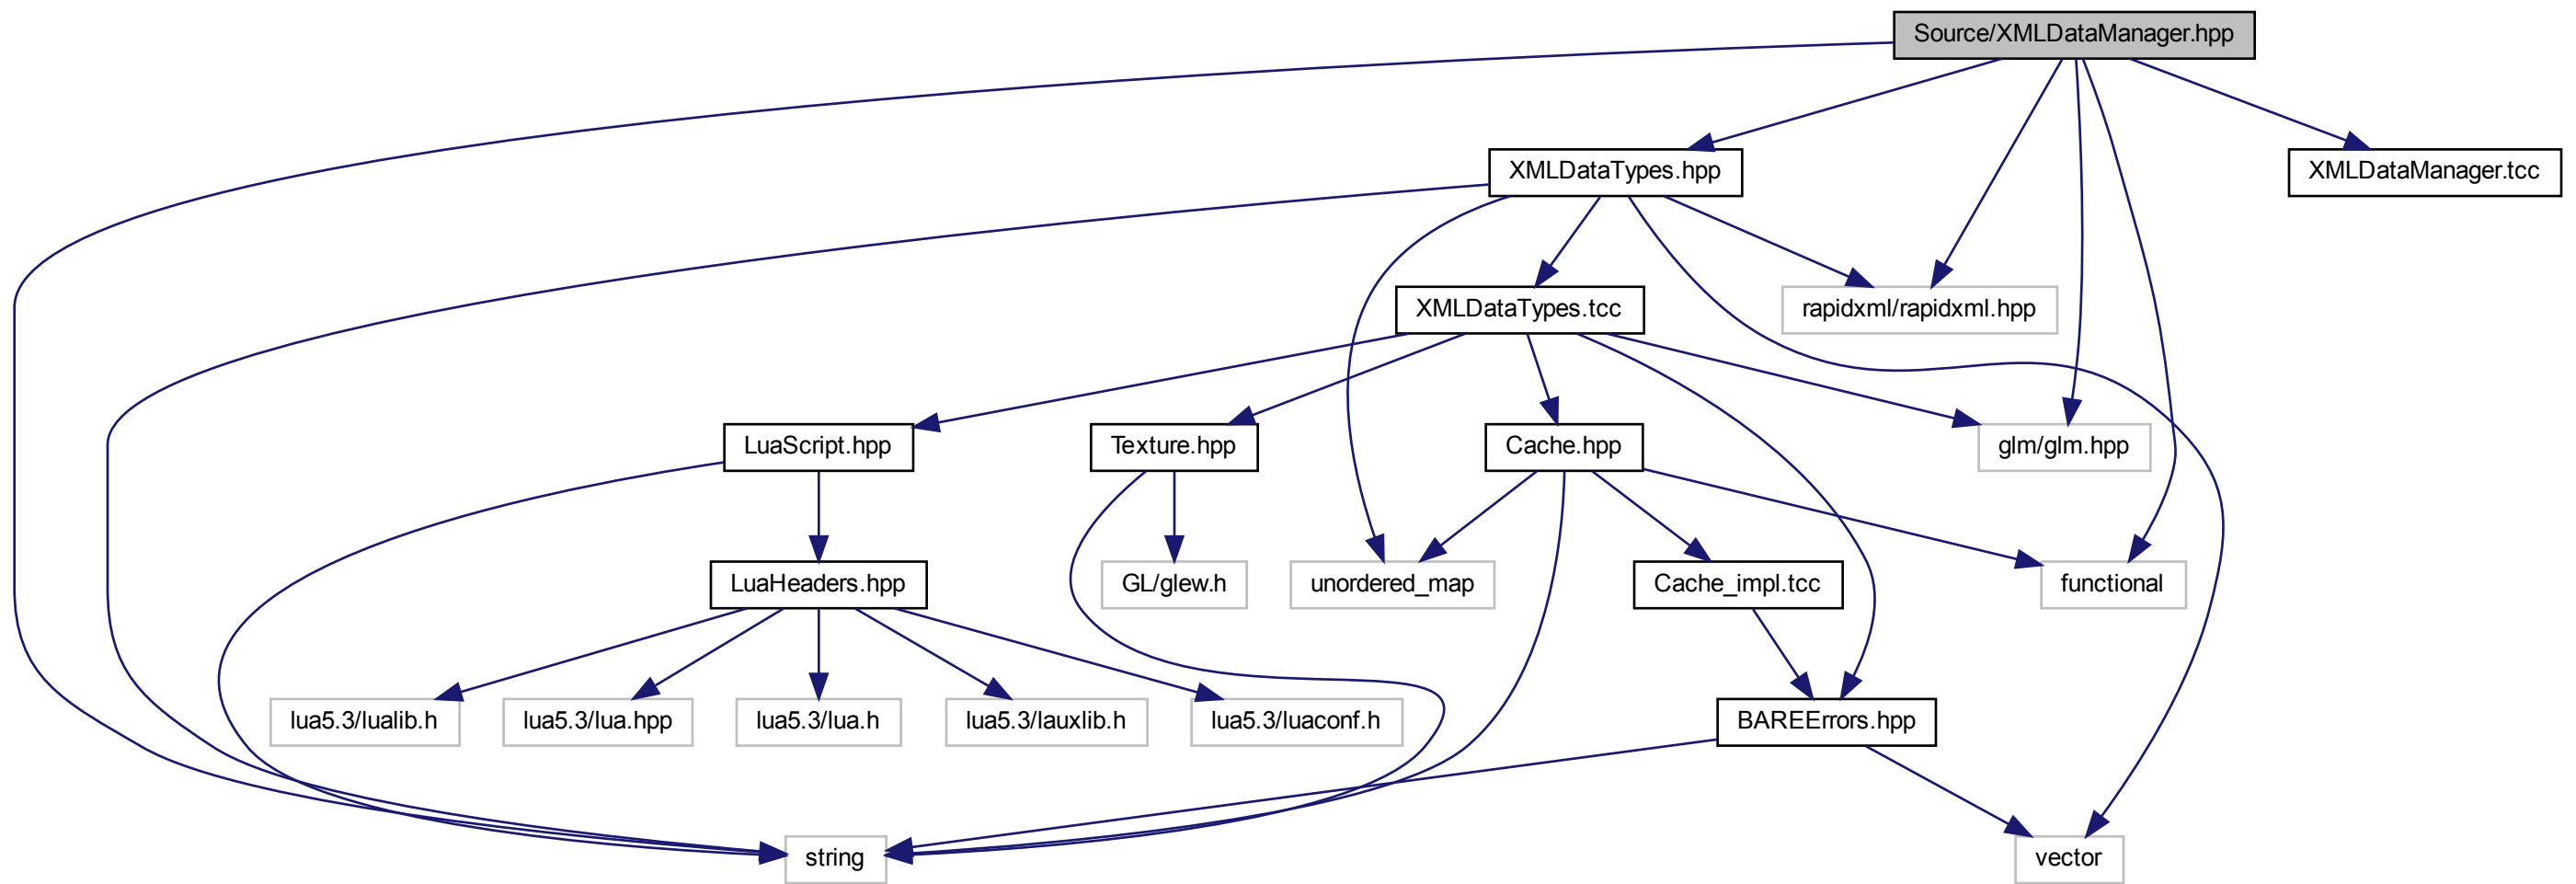 Source/XMLDataManager.hpp
XMLDataTypes.hpp
XMLDataManager.tcc
XMLDataTypes.tcc
rapidxml/rapidxml.hpp
LuaScript.hpp
Texture.hpp
Cache.hpp
glm/glm.hpp
LuaHeaders.hpp
GL/glew.h
unordered_map
Cache_impl.tcc
functional
lua5.3/lualib.h
lua5.3/lua.hpp
lua5.3/lua.h
lua5.3/lauxlib.h
lua5.3/luaconf.h
BAREErrors.hpp
string
vector